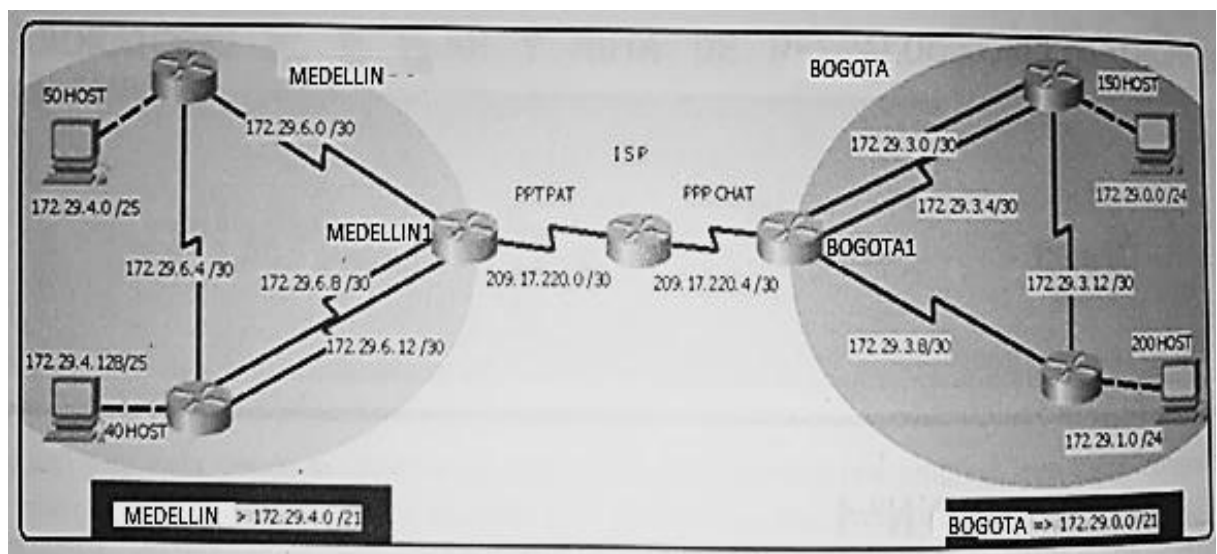 MEDELLIN
BOGOTA
50 HOST
150 HOST
172.29.6.0 /30
ISP
172.29.3.0 /30
172.29.4.0 /25
PPT PAT
PPP CHAT
172.29.3.4/30
172.29.0.0/24
MEDELLIN1
BOGOTA1
172.29.6.4 /30
172.29.6.8 /30
209.17.220.0 /30
209.17.220.4 /30
172.29.3.12 /30
172.29.6.12 /30
172.29.3.8/30
200 HOST
172.29.4.128/25
40 HOST
172.29.1.0 /24
MEDELLIN > 172.29.4.0 /21
BOGOTA => 172.29.0.0 /21